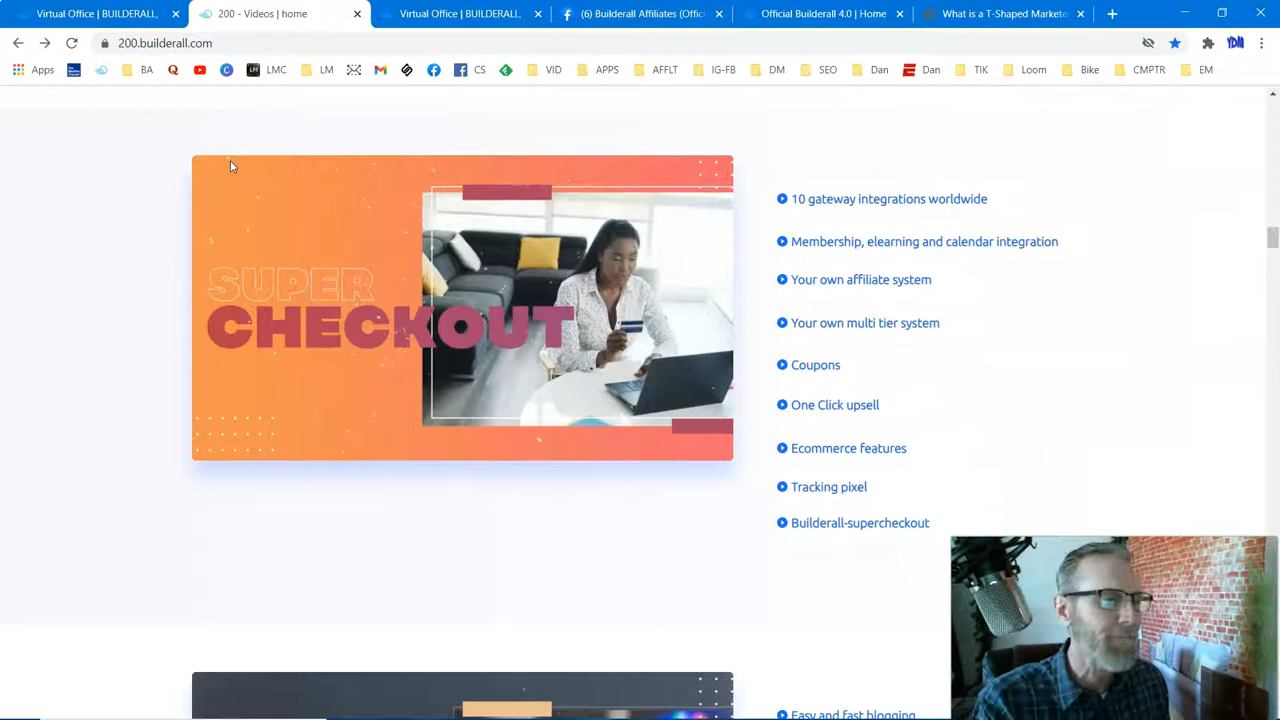 Virtual Office | BUILDERALL,
200 - Videos | home
Virtual Office | BUILDERALL,
(6) Builderall Affiliates (Offic
Official Builderall 4.0 | Home
What is a T-Shaped Marketer
200.builderall.com
Apps
BA
LMC
LM
CS
VID
APPS
AFFLT
IG-FB
DM
SEO
Dan
Dan
TIK
Loom
Bike
CMPTR
EM
SUPER
CHECKOUT
10 gateway integrations worldwide
Membership, elearning and calendar integration
Your own affiliate system
Your own multi tier system
Coupons
One Click upsell
Ecommerce features
Tracking pixel
Builderall-supercheckout
Easy and fast blogging